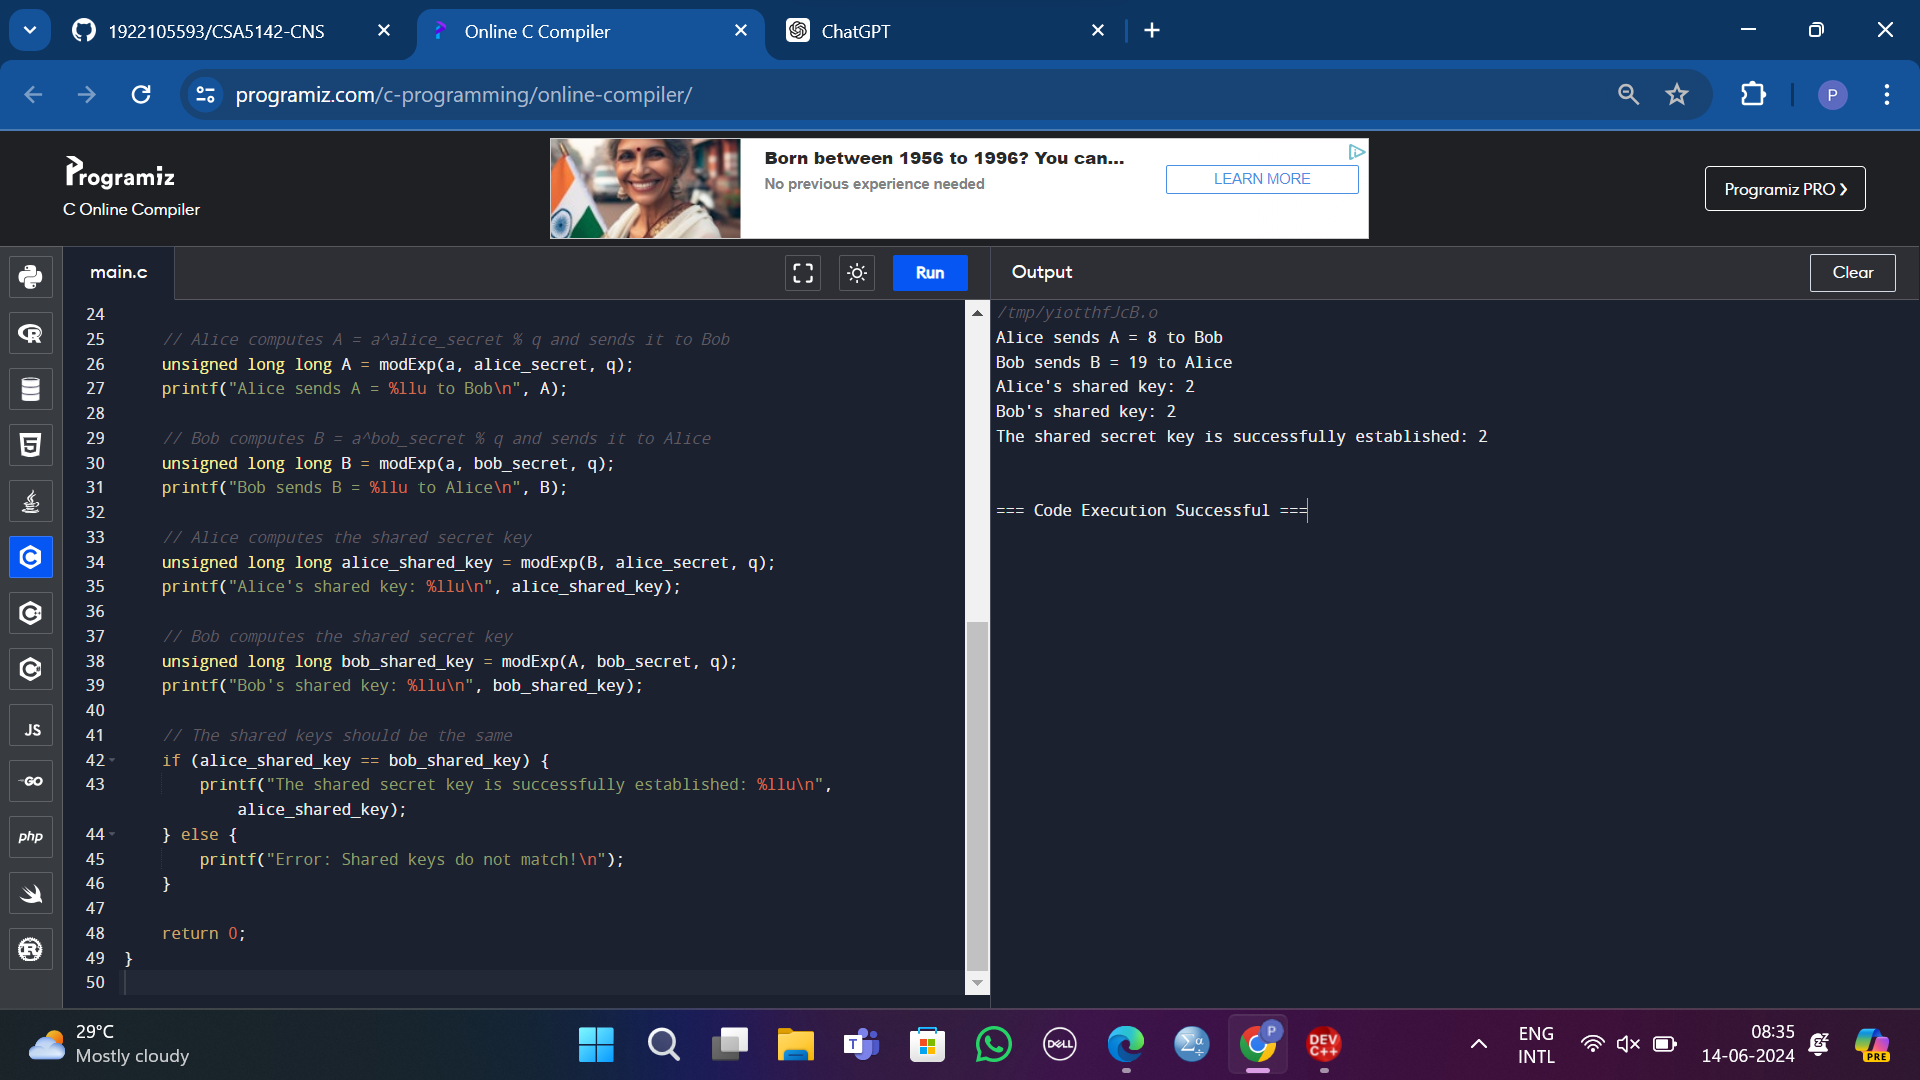 1922105593/CSA5142-CNS
Online C Compiler
ChatGPT
programiz.com/c-programming/online-compiler/
P
Programiz
C Online Compiler
Born between 1956 to 1996? You can...
No previous experience needed
LEARN MORE
Programiz PRO
main.c
Run
Output
Clear
24
25 // Alice computes A = a^alice_secret % q and sends it to Bob
26 unsigned long long A = modExp(a, alice_secret, q);
27 printf("Alice sends A = %llu to Bob\n", A);
28
29 // Bob computes B = a^bob_secret % q and sends it to Alice
30 unsigned long long B = modExp(a, bob_secret, q);
31 printf("Bob sends B = %llu to Alice\n", B);
32
33 // Alice computes the shared secret key
34 unsigned long long alice_shared_key = modExp(B, alice_secret, q);
35 printf("Alice's shared key: %llu\n", alice_shared_key);
36
37 // Bob computes the shared secret key
38 unsigned long long bob_shared_key = modExp(A, bob_secret, q);
39 printf("Bob's shared key: %llu\n", bob_shared_key);
40
41 // The shared keys should be the same
42 if (alice_shared_key == bob_shared_key) {
43 printf("The shared secret key is successfully established: %llu\n",
alice_shared_key);
44 } else {
45 printf("Error: Shared keys do not match!\n");
46 }
47
48 return 0;
49 }
50
/tmp/yiotthfJcB.o
Alice sends A = 8 to Bob
Bob sends B = 19 to Alice
Alice's shared key: 2
Bob's shared key: 2
The shared secret key is successfully established: 2
=== Code Execution Successful ===
JS
GO
php
29°C
Mostly cloudy
T
DELL
P
DEV
C++
ENG
INTL
08:35
14-06-2024
PRE